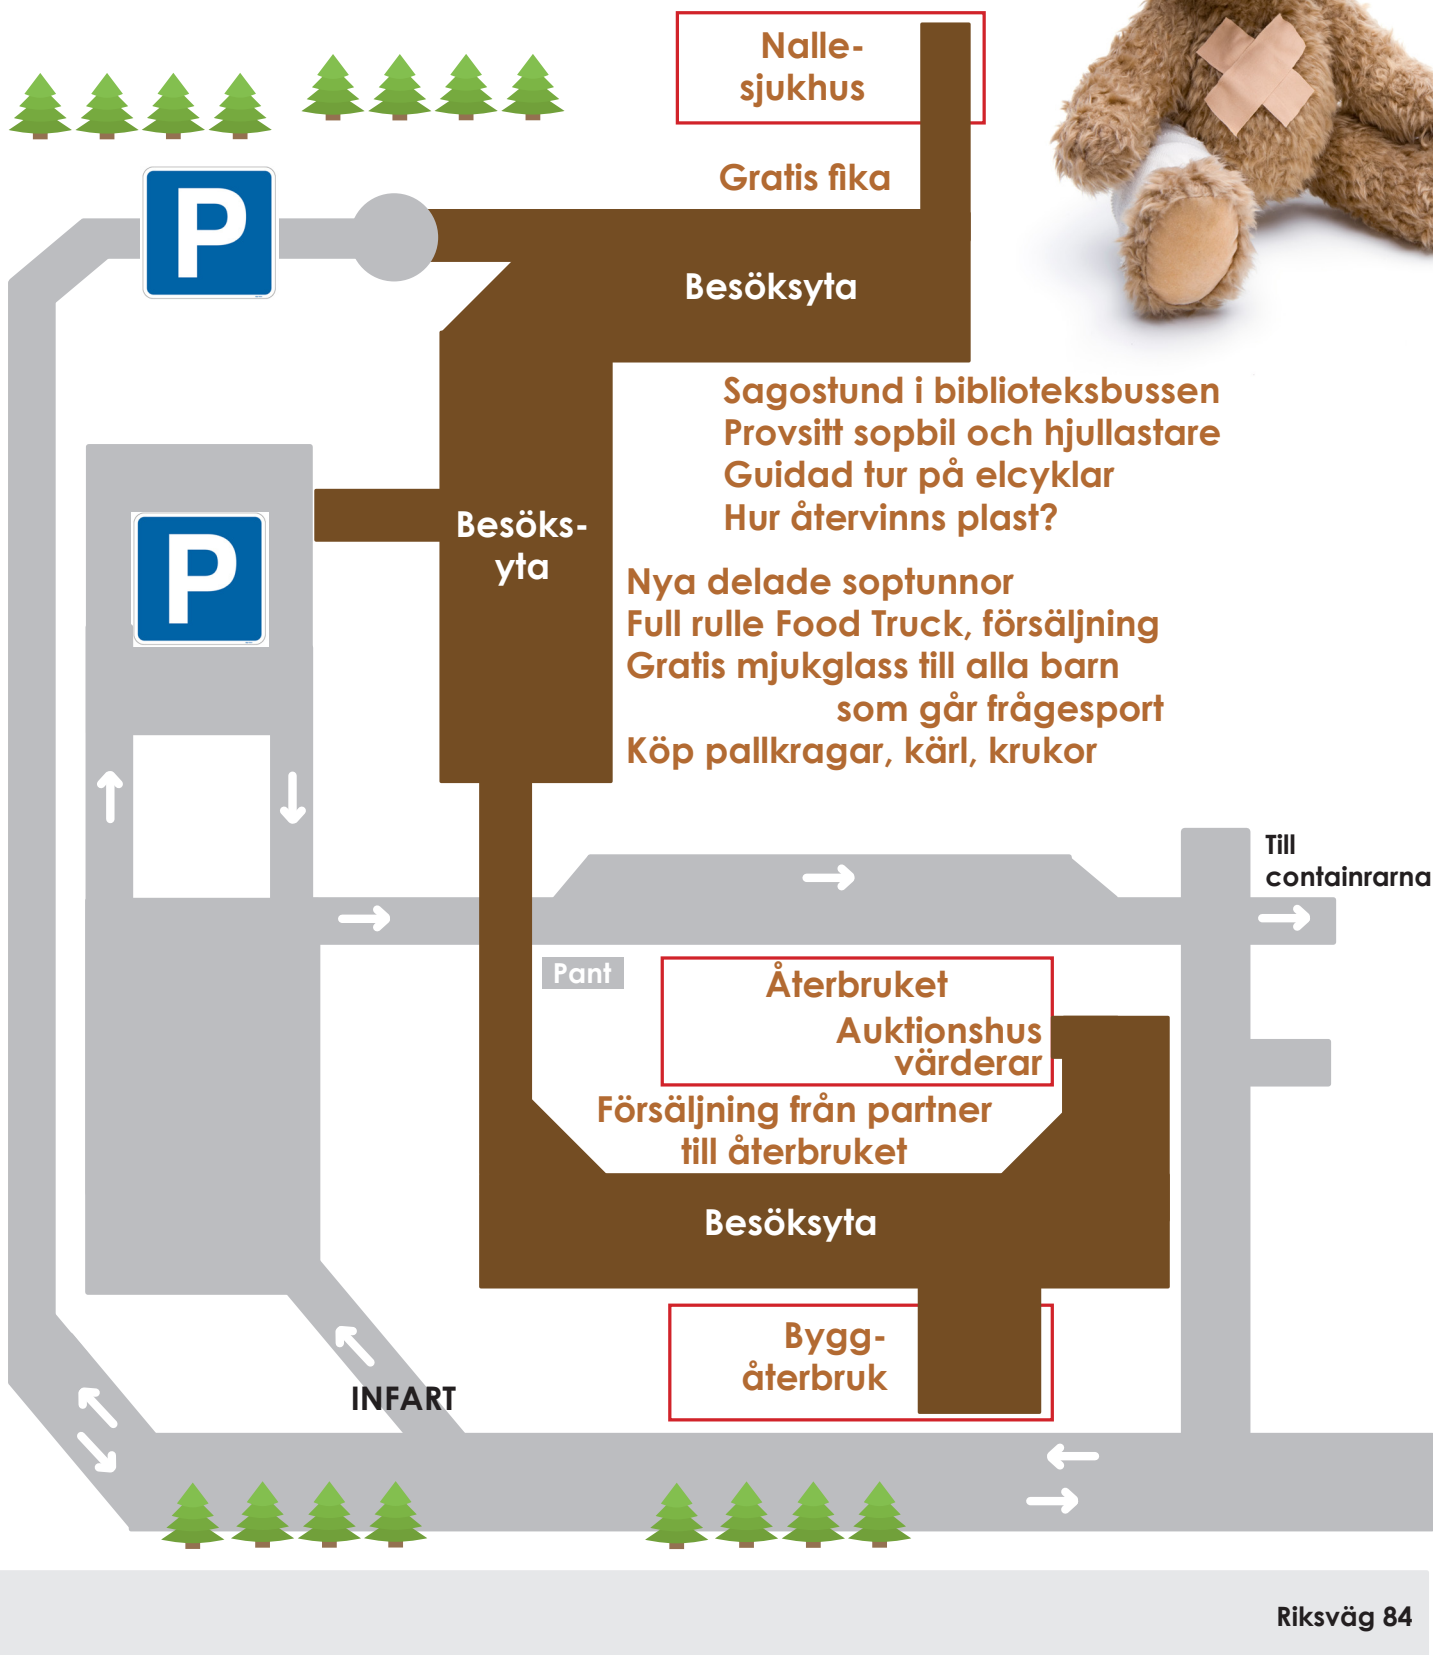 Nalle-
sjukhus
Gratis fika
P
Besöksyta
Sagostund i biblioteksbussen
Provsitt sopbil och hjullastare
Guidad tur på elcyklar
Hur återvinns plast?
P
Besöks-
yta
Nya delade soptunnor
Full rulle Food Truck, försäljning
Gratis mjukglass till alla barn
som går frågesport
Köp pallkragar, kärl, krukor
Till
containrarna
Pant
Återbruket
Auktionshus
värderar
Försäljning från partner
till återbruket
Besöksyta
Bygg-
återbruk
INFART
Riksväg 84